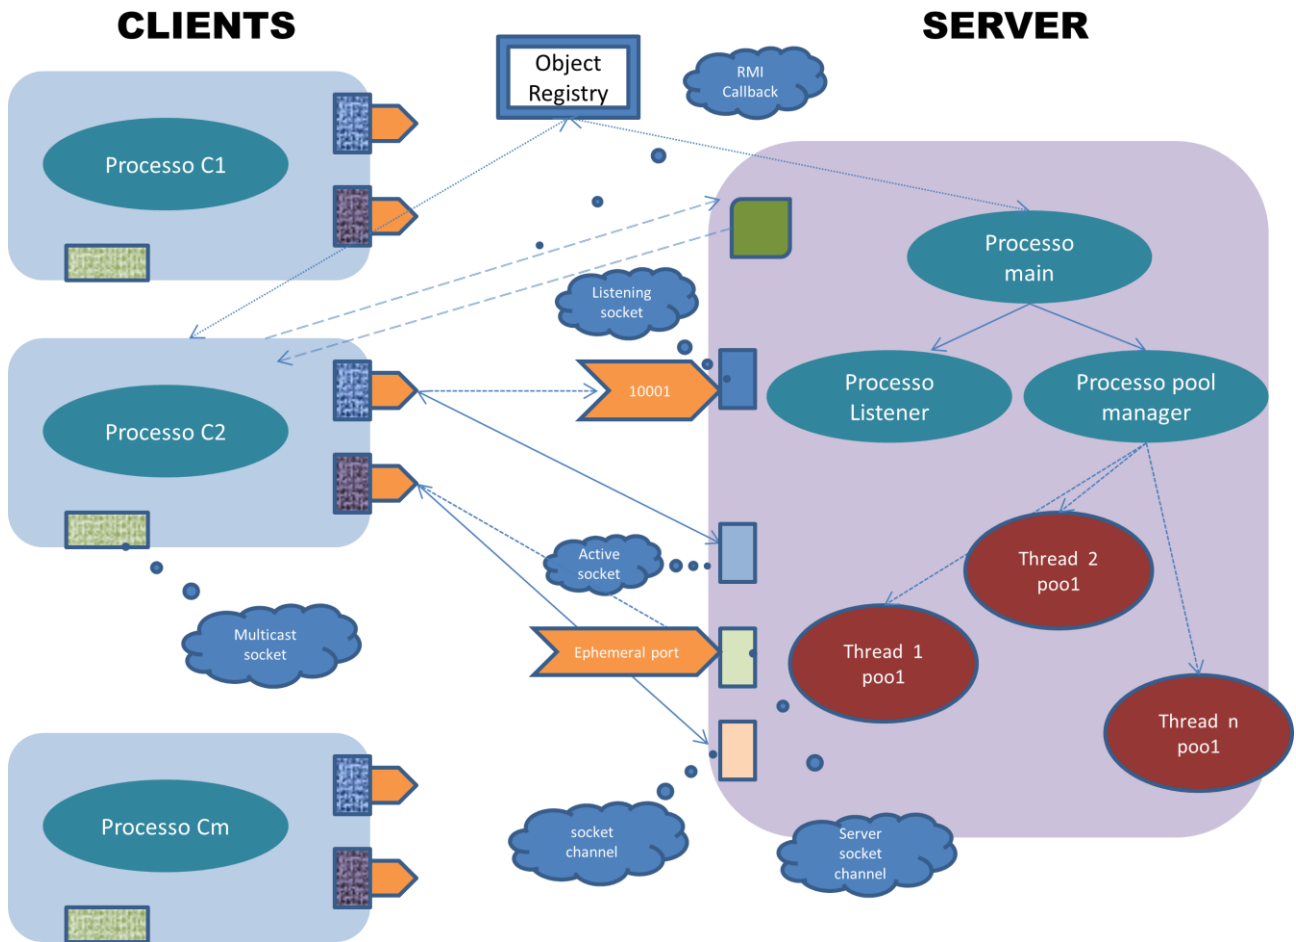 CLIENTS
SERVER
Object
Registry
RMI
Callback
Processo C1
Processo
main
Listening
socket
Processo
Listener
Processo pool
manager
10001
Processo C2
Active
socket
Thread 2
poo1
Multicast
socket
Ephemeral port
Thread 1
poo1
Thread n
poo1
Processo Cm
socket
channel
Server
socket
channel